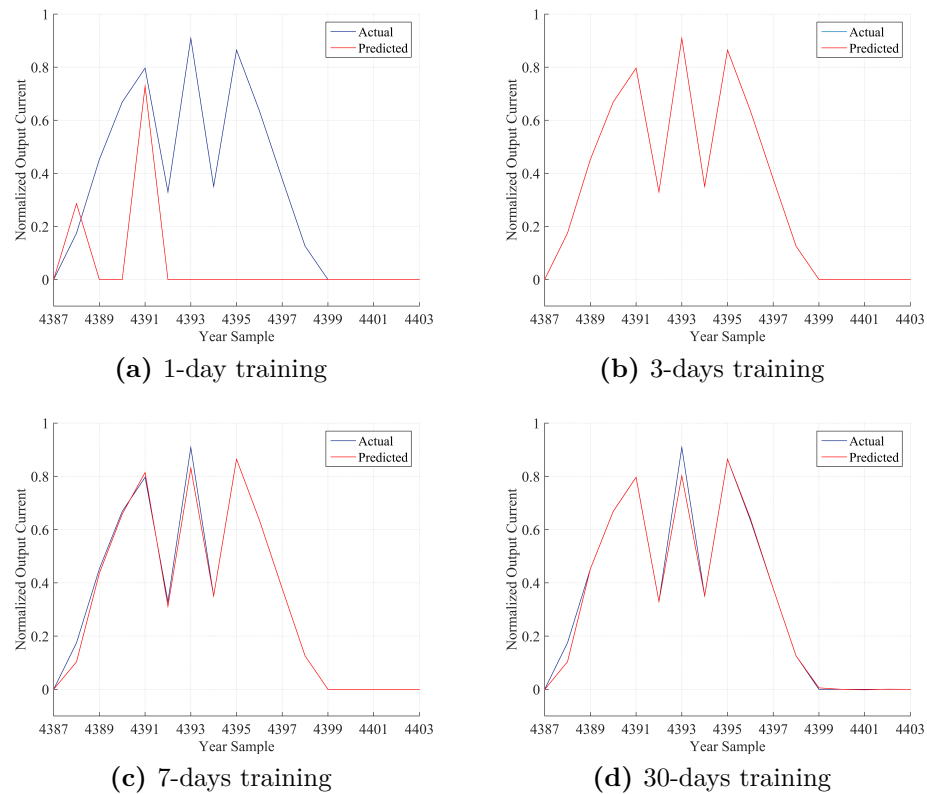 1
0.8
0.6
0.4
0.2
0
Normalized Output Current
Actual
Predicted
4387 4389 4391 4393 4395 4397 4399 4401 4403
Year Sample
(a) 1-day training
1
0.8
0.6
0.4
0.2
0
Normalized Output Current
Actual
Predicted
4387 4389 4391 4393 4395 4397 4399 4401 4403
Year Sample
(b) 3-days training
1
0.8
0.6
0.4
0.2
0
Normalized Output Current
Actual
Predicted
4387 4389 4391 4393 4395 4397 4399 4401 4403
Year Sample
(c) 7-days training
1
0.8
0.6
0.4
0.2
0
Normalized Output Current
Actual
Predicted
4387 4389 4391 4393 4395 4397 4399 4401 4403
Year Sample
(d) 30-days training